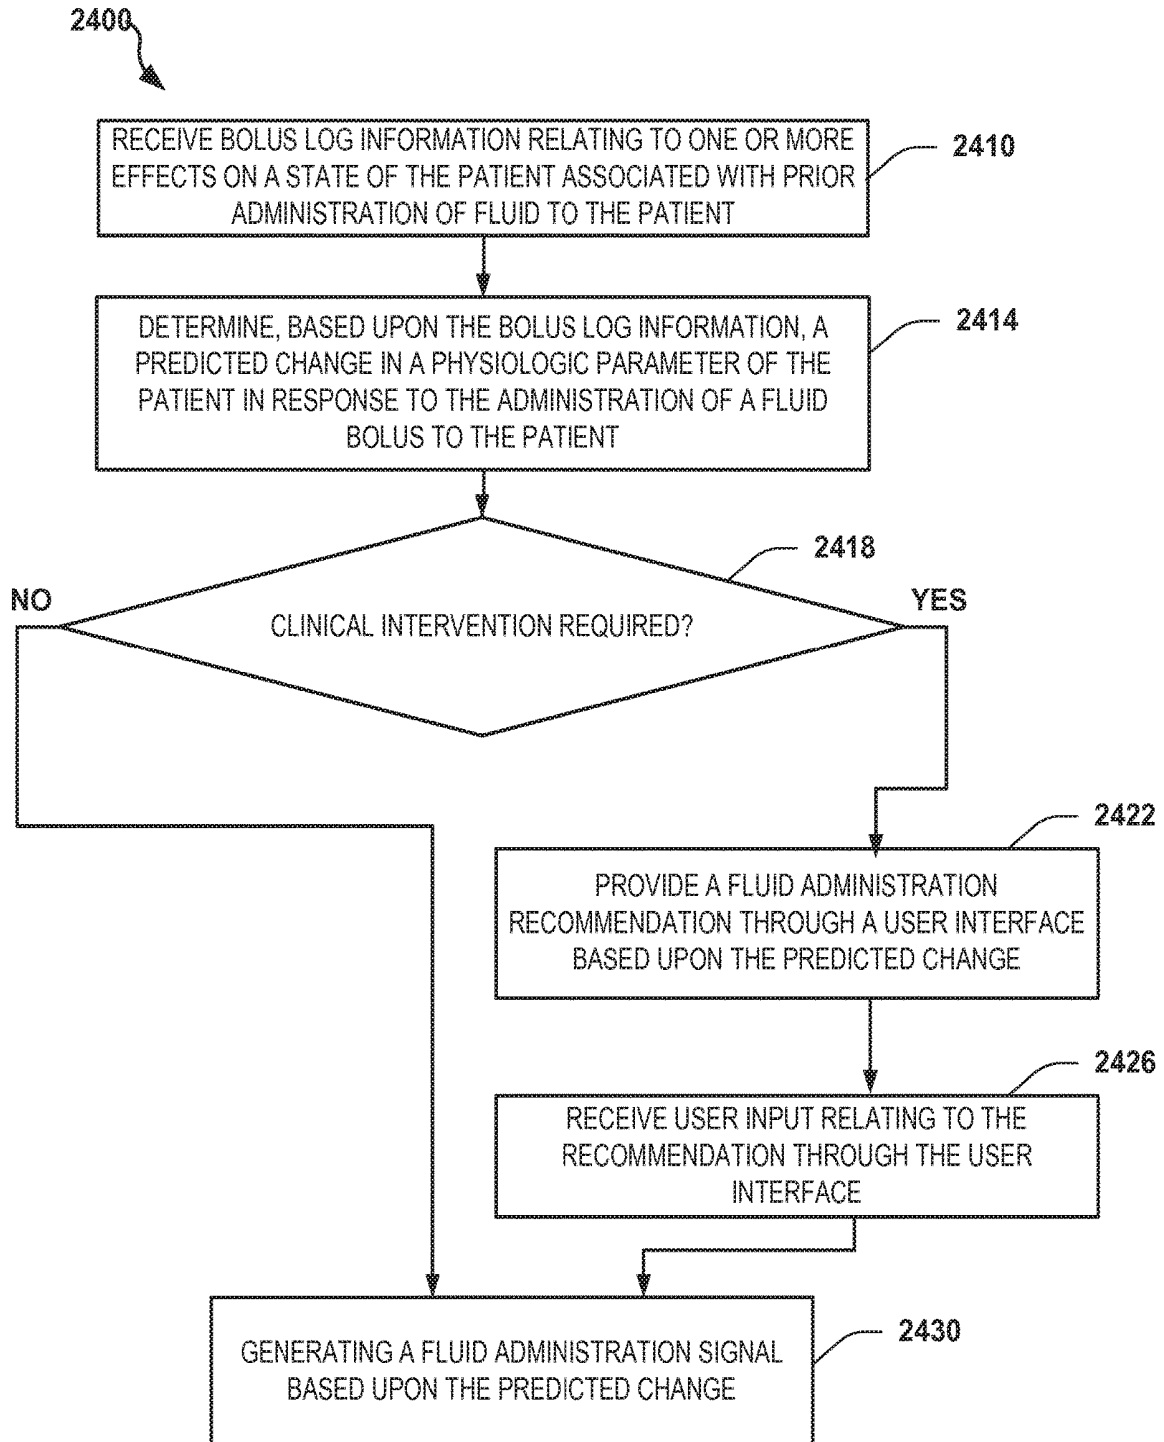 2400
RECEIVE BOLUS LOG INFORMATION RELATING TO ONE OR MORE
EFFECTS ON A STATE OF THE PATIENT ASSOCIATED WITH PRIOR
ADMINISTRATION OF FLUID TO THE PATIENT
2410
DETERMINE, BASED UPON THE BOLUS LOG INFORMATION, A
PREDICTED CHANGE IN A PHYSIOLOGIC PARAMETER OF THE
PATIENT IN RESPONSE TO THE ADMINISTRATION OF A FLUID
BOLUS TO THE PATIENT
2414
2418
NO
CLINICAL INTERVENTION REQUIRED?
YES
2422
PROVIDE A FLUID ADMINISTRATION
RECOMMENDATION THROUGH A USER INTERFACE
BASED UPON THE PREDICTED CHANGE
2426
RECEIVE USER INPUT RELATING TO THE
RECOMMENDATION THROUGH THE USER
INTERFACE
GENERATING A FLUID ADMINISTRATION SIGNAL
BASED UPON THE PREDICTED CHANGE
2430